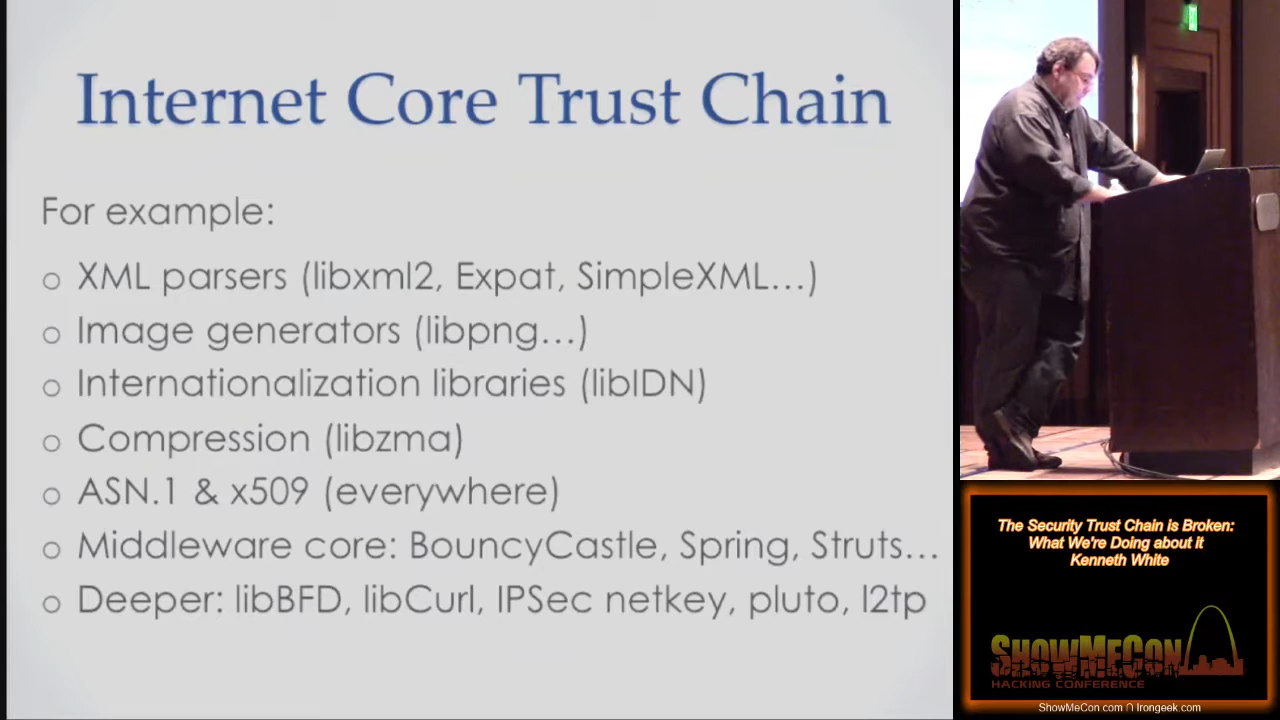 Internet Core Trust Chain
For example:
o XML parsers (libxml2, Expat, SimpleXML...)
o Image generators (libpng...)
o Internationalization libraries (libIDN)
o Compression (libzma)
o ASN.1 & x509 (everywhere)
o Middleware core: BouncyCastle, Spring, Struts...
o Deeper: libBFD, libCurl, IPSec netkey, pluto, l2tp
The Security Trust Chain is Broken:
What We're Doing about it
Kenneth White
ShowMeCon
HACKING CONFERENCE
ShowMeCon.com ∩ Irongeek.com